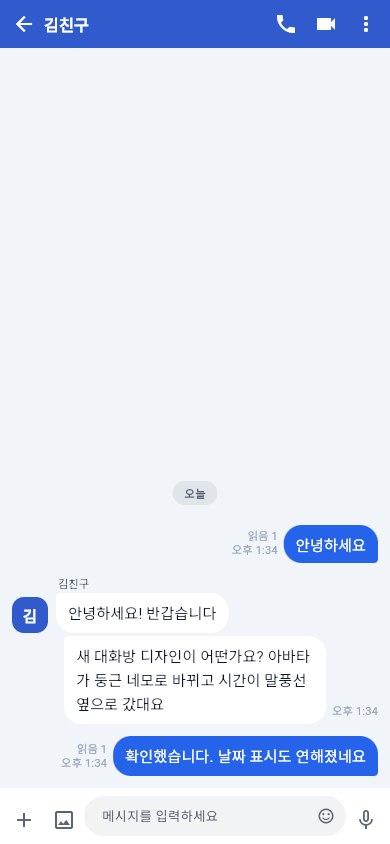 김친구
오늘
읽음 1
오후 1:34
안녕하세요
김친구
김
안녕하세요! 반갑습니다
새 대화방 디자인이 어떤가요? 아바타
가 둥근 네모로 바뀌고 시간이 말풍선
옆으로 갔대요
오후 1:34
읽음 1
오후 1:34
확인했습니다. 날짜 표시도 연해졌네요
메시지를 입력하세요